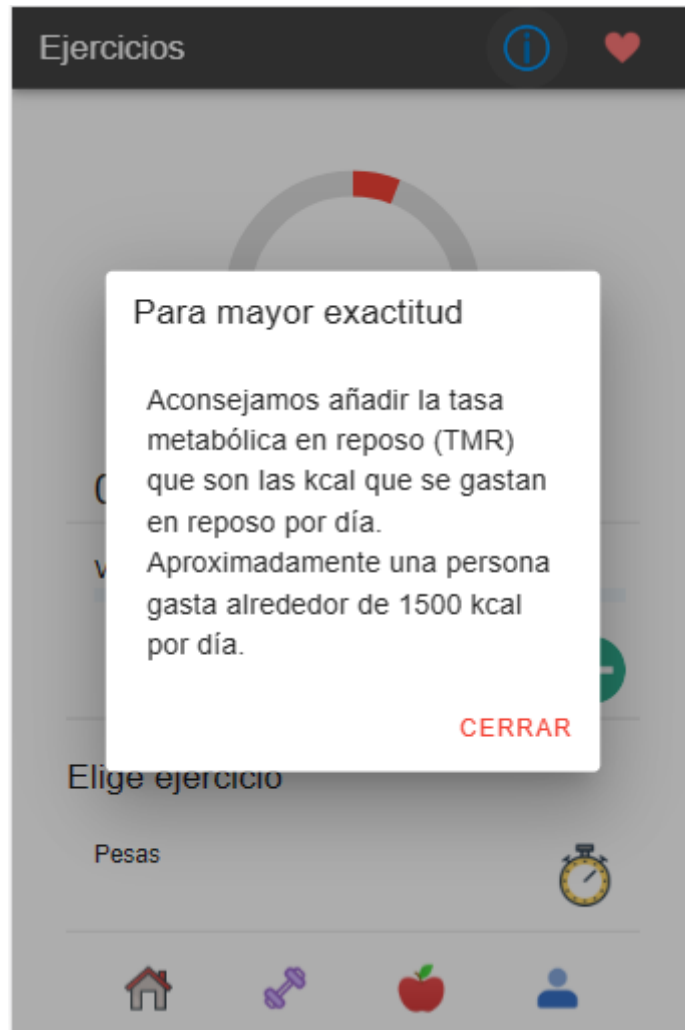 Ejercicios
Para mayor exactitud
Aconsejamos añadir la tasa
metabólica en reposo (TMR)
que son las kcal que se gastan
en reposo por día.
Aproximadamente una persona
gasta alrededor de 1500 kcal
por día.
CERRAR
Elige ejercicio
Pesas